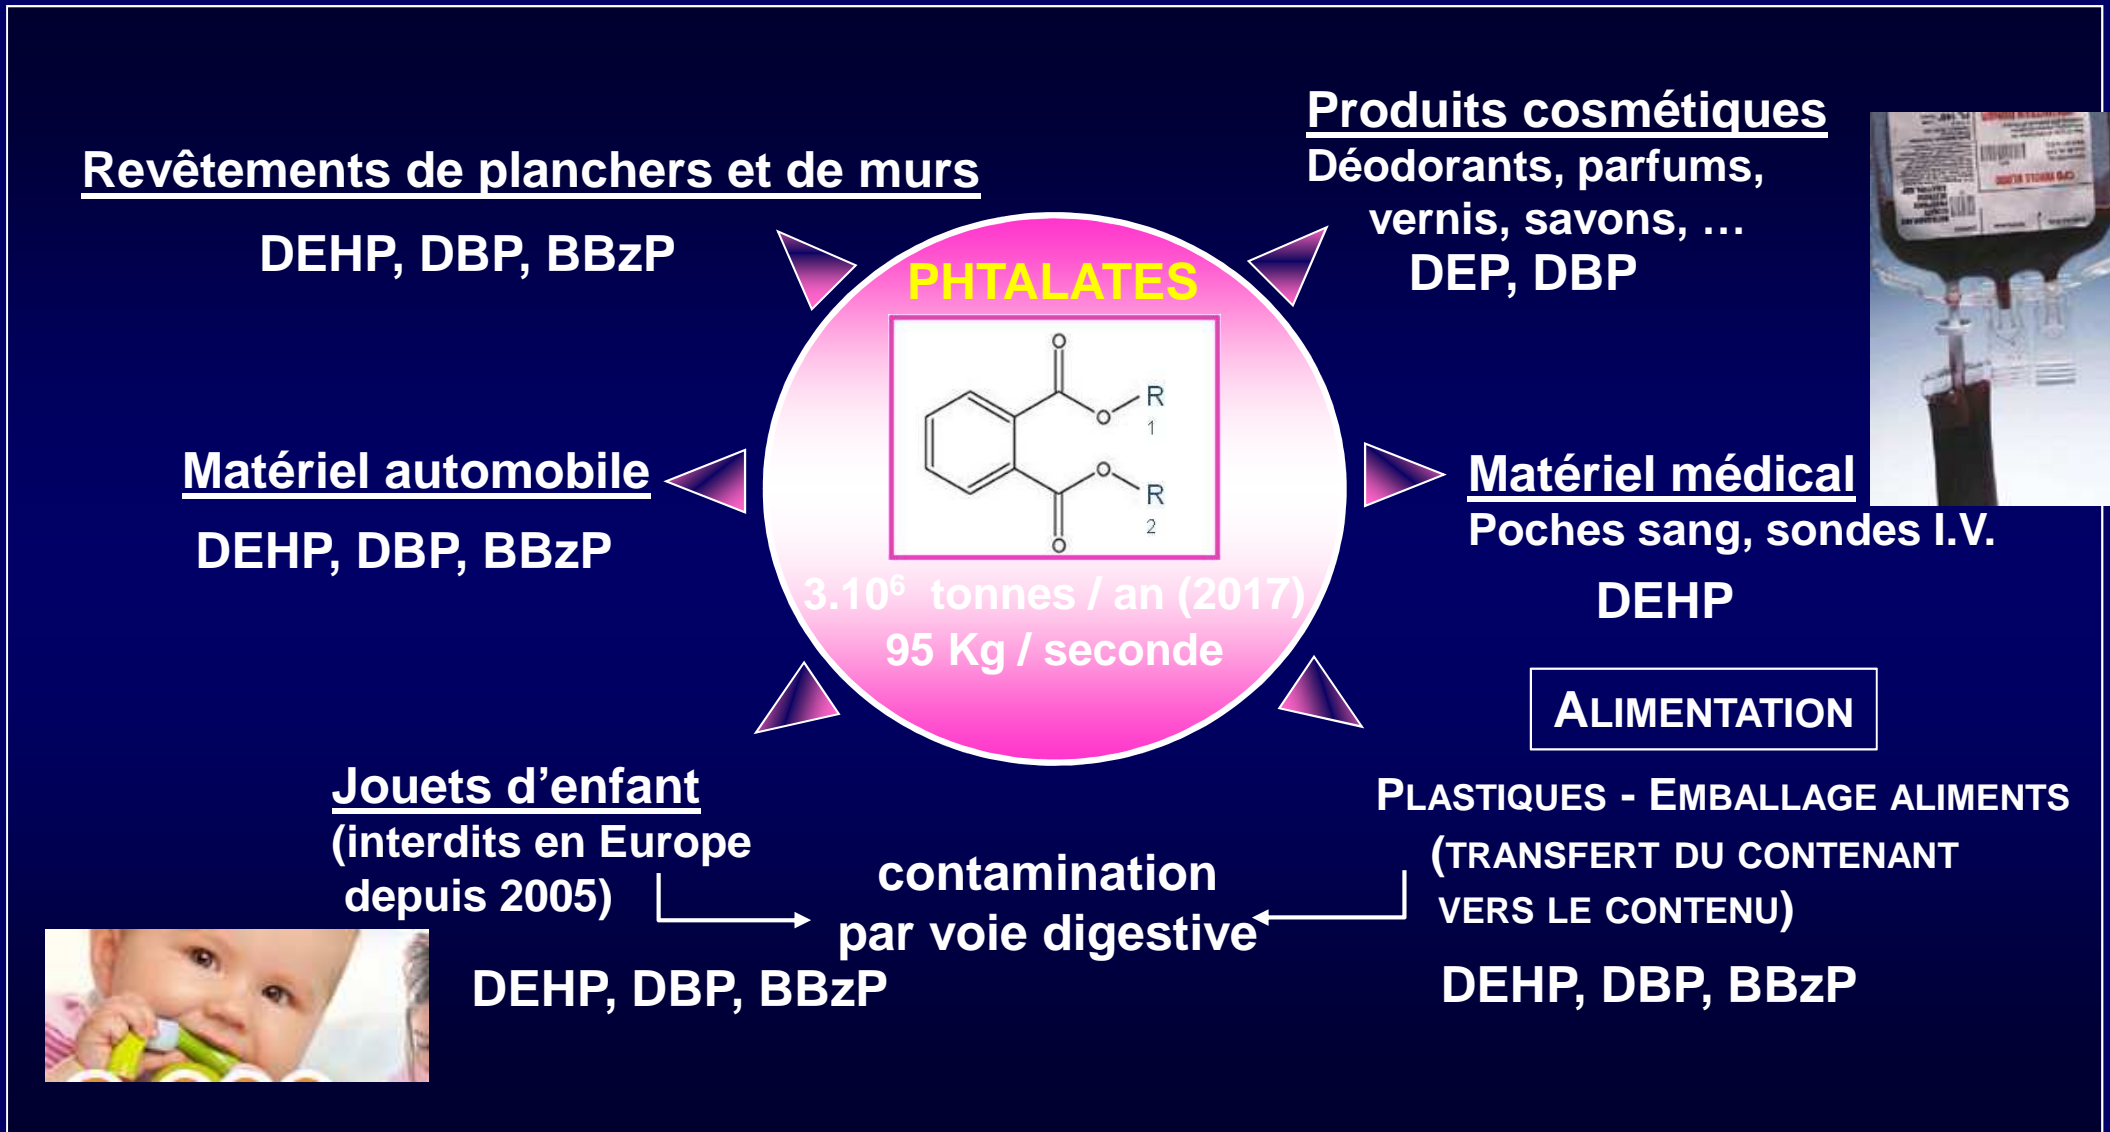 Revêtements de planchers et de murs
DEHP, DBP, BBzP
Produits cosmétiques
Déodorants, parfums,
vernis, savons, …
DEP, DBP
PHTALATES
O
O
R
1
O
R
2
O
3.10⁶ tonnes / an (2017)
95 Kg / seconde
Matériel automobile
DEHP, DBP, BBzP
Matériel médical
Poches sang, sondes I.V.
DEHP
ALIMENTATION
PLASTIQUES - EMBALLAGE ALIMENTS
(TRANSFERT DU CONTENANT
VERS LE CONTENU)
DEHP, DBP, BBzP
Jouets d’enfant
(interdits en Europe
depuis 2005)
DEHP, DBP, BBzP
contamination
par voie digestive
CPD WHOLE BLOOD